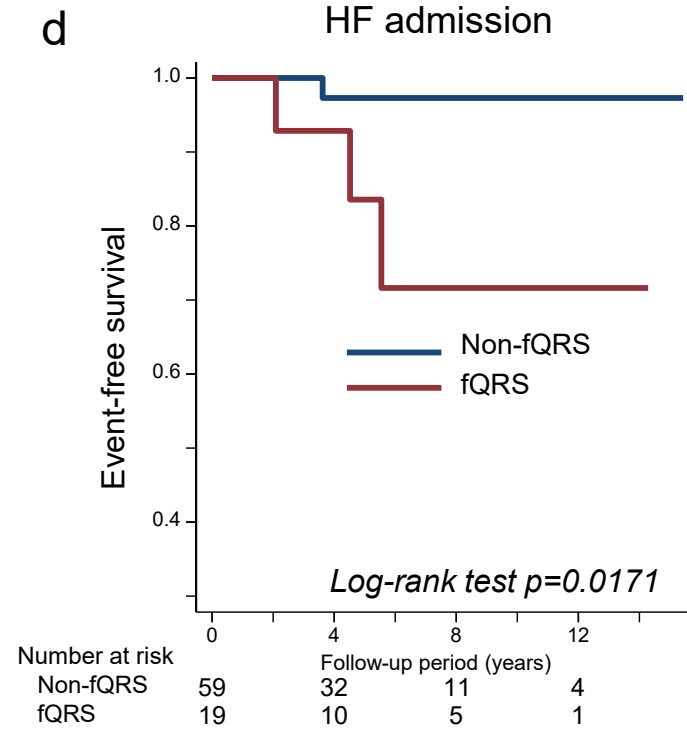 d
HF admission
Event-free survival
1.0
0.8
0.6
0.4
Non-fQRS
fQRS
Log-rank test p=0.0171
0 4 8 12
Follow-up period (years)
Number at risk
Non-fQRS 59 32 11 4
fQRS 19 10 5 1